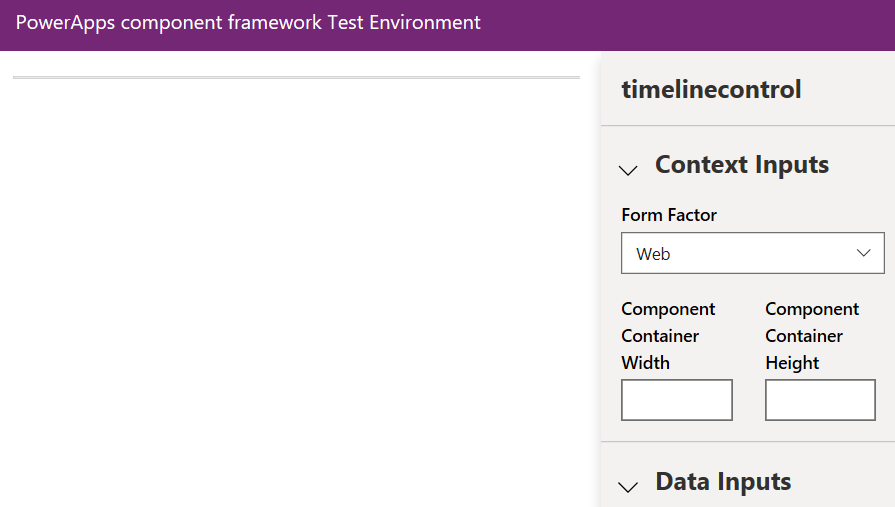 PowerApps component framework Test Environment
timelinecontrol
Context Inputs
Form Factor
Web
Component
Container
Width
Component
Container
Height
Data Inputs